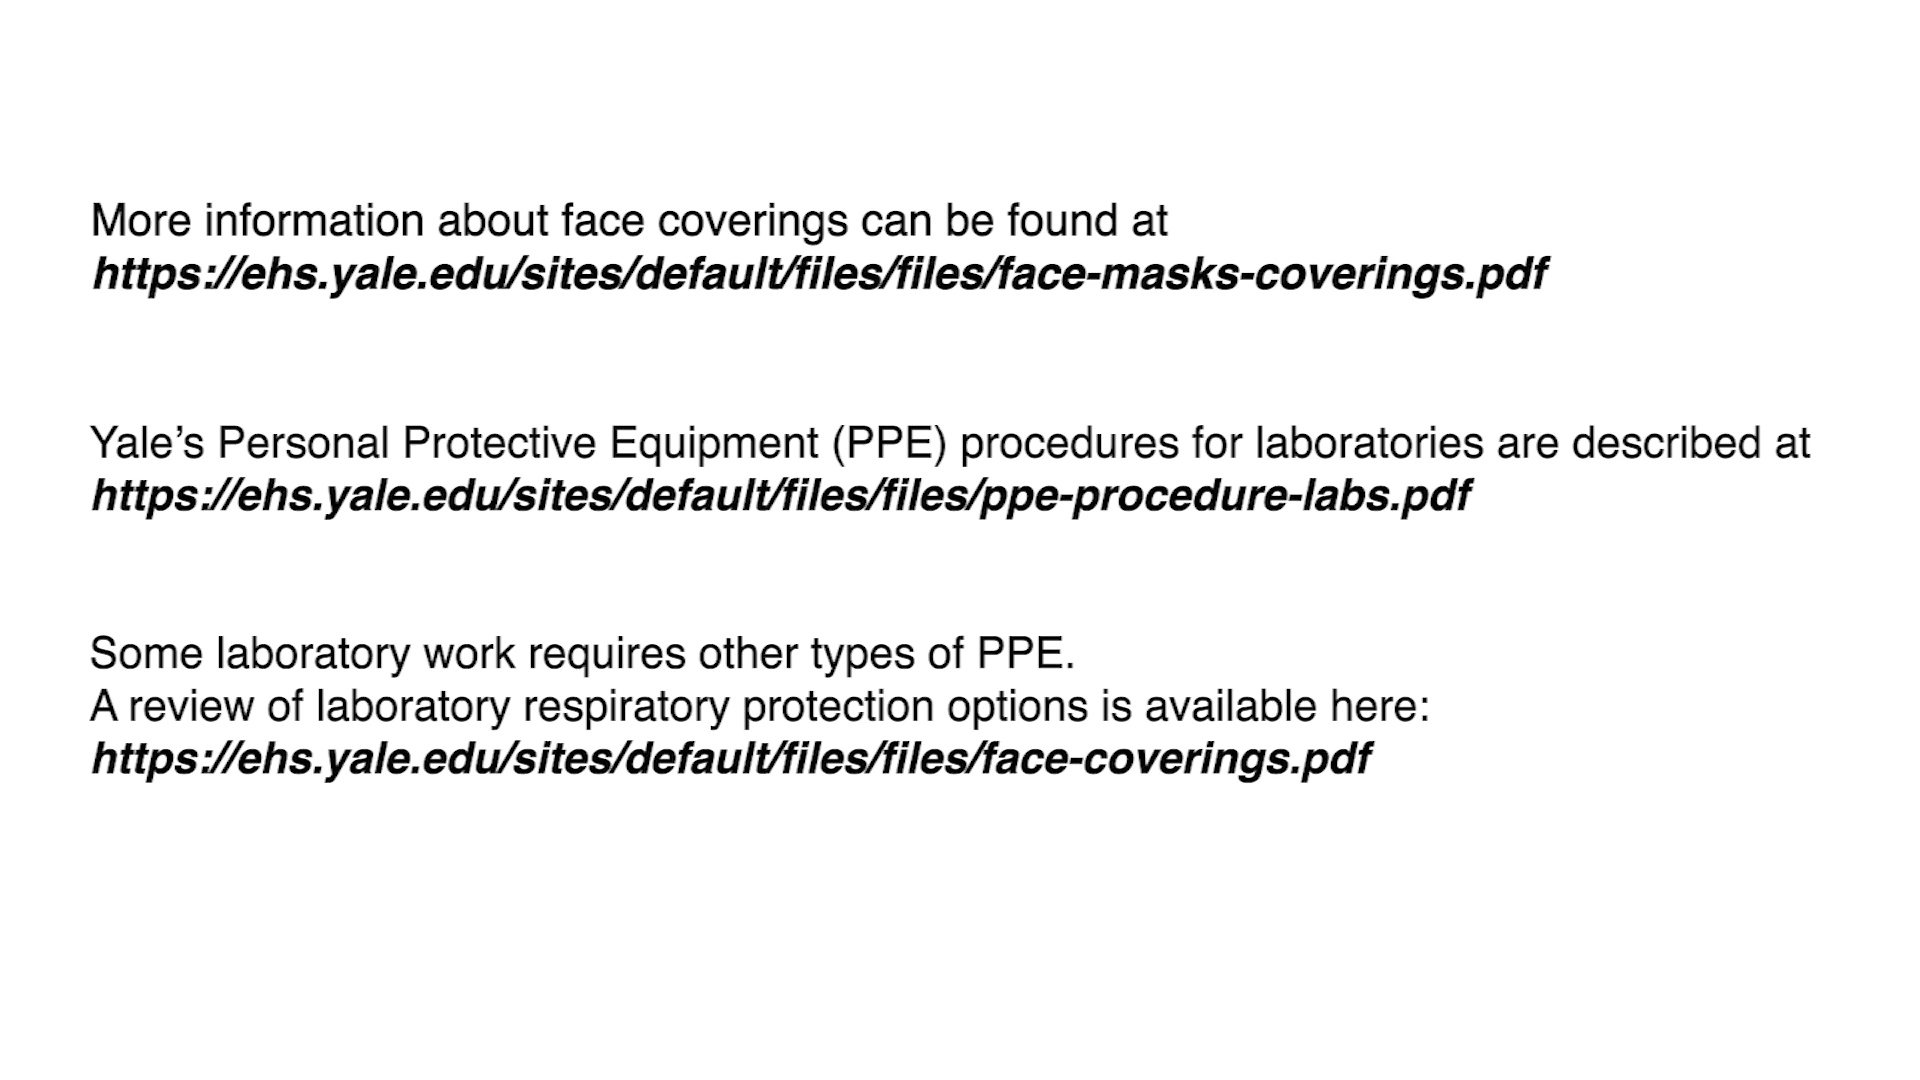 More information about face coverings can be found at
https://ehs.yale.edu/sites/default/files/files/face-masks-coverings.pdf
Yale’s Personal Protective Equipment (PPE) procedures for laboratories are described at
https://ehs.yale.edu/sites/default/files/files/ppe-procedure-labs.pdf
Some laboratory work requires other types of PPE.
A review of laboratory respiratory protection options is available here:
https://ehs.yale.edu/sites/default/files/files/face-coverings.pdf